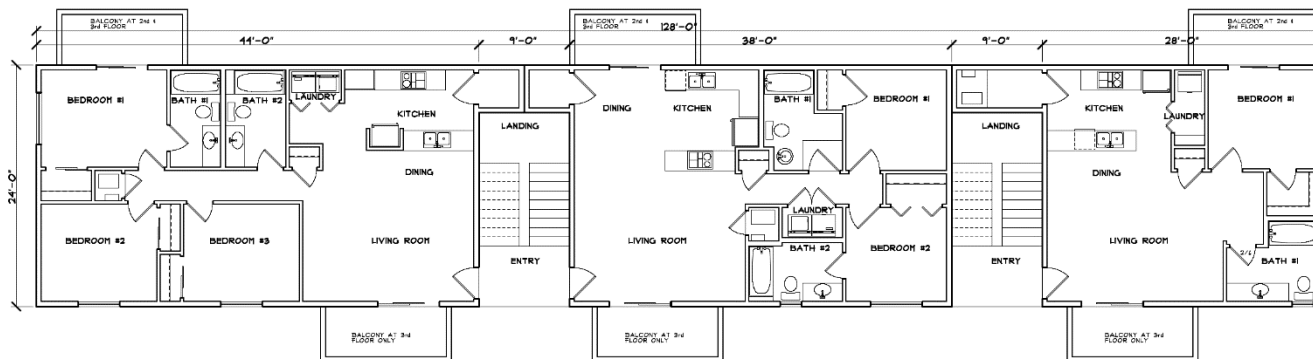 BALCONY AT 2nd &
3rd FLOOR
BALCONY AT 2nd &
3rd FLOOR
BALCONY AT 2nd &
3rd FLOOR
128'-0"
44'-0"
9'-0"
38'-0"
9'-0"
28'-0"
24'-0"
BEDROOM #1
BATH #1
BATH #2
LAUNDRY
KITCHEN
DINING
LIVING ROOM
BEDROOM #2
BEDROOM #3
LANDING
ENTRY
DINING
KITCHEN
BATH #1
BEDROOM #1
LIVING ROOM
LAUNDRY
BATH #2
BEDROOM #2
LANDING
ENTRY
KITCHEN
LAUNDRY
BEDROOM #1
DINING
LIVING ROOM
BATH #1
BALCONY AT 3rd
FLOOR ONLY
BALCONY AT 3rd
FLOOR ONLY
BALCONY AT 3rd
FLOOR ONLY